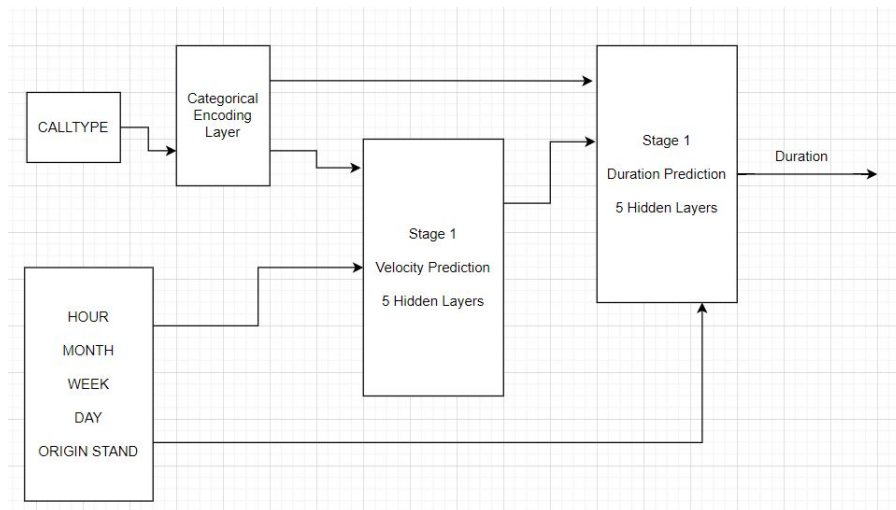 CALLTYPE
Categorical
Encoding
Layer
HOUR
MONTH
WEEK
DAY
ORIGIN STAND
Stage 1
Velocity Prediction
5 Hidden Layers
Stage 1
Duration Prediction
5 Hidden Layers
Duration